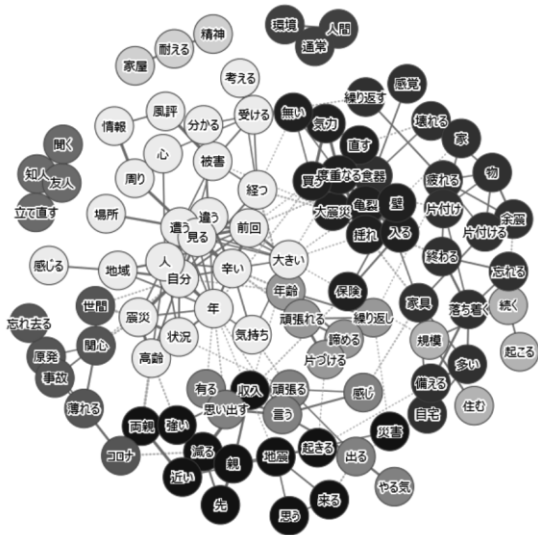 環境
人間
通常
精神
耐える
家屋
考える
感覚
繰り返す
情報
風評
分かる
受ける
無い
気力
壊れる
家
聞く
心
被害
直す
知人
友人
周り
経つ
買う
度重なる
食器
疲れる
物
立て直す
場所
違う
遭う
見る
前回
大震災
亀裂
壁
片付け
余震
片付ける
揺れ
入る
感じる
地域
人
自分
辛い
大きい
終わる
忘れる
世間
年
年齢
保険
家具
落ち着く
続く
忘れ去る
震災
頑張れる
繰り返し
関心
状況
気持ち
諦める
規模
起こる
原発
高齢
片づける
多い
事故
有る
収入
頑張る
感じ
備える
住む
薄れる
思い出す
言う
自宅
両親
強い
災害
コロナ
減る
親
地震
起きる
出る
近い
やる気
先
思う
来る